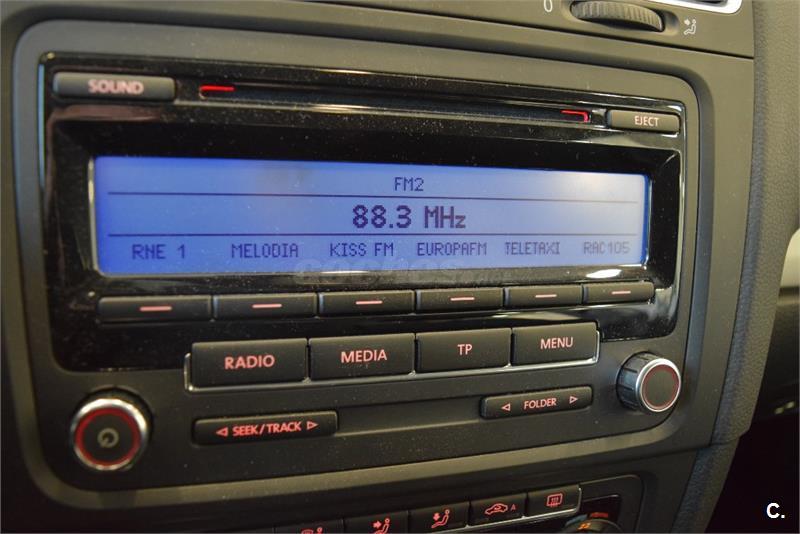 SOUND
EJECT
FM2
88.3 MHz
RNE 1 MELODIA KISS FM EUROPAFM TELETAXI RAC105
RADIO MEDIA TP MENU
SEEK/TRACK FOLDER
A
C.